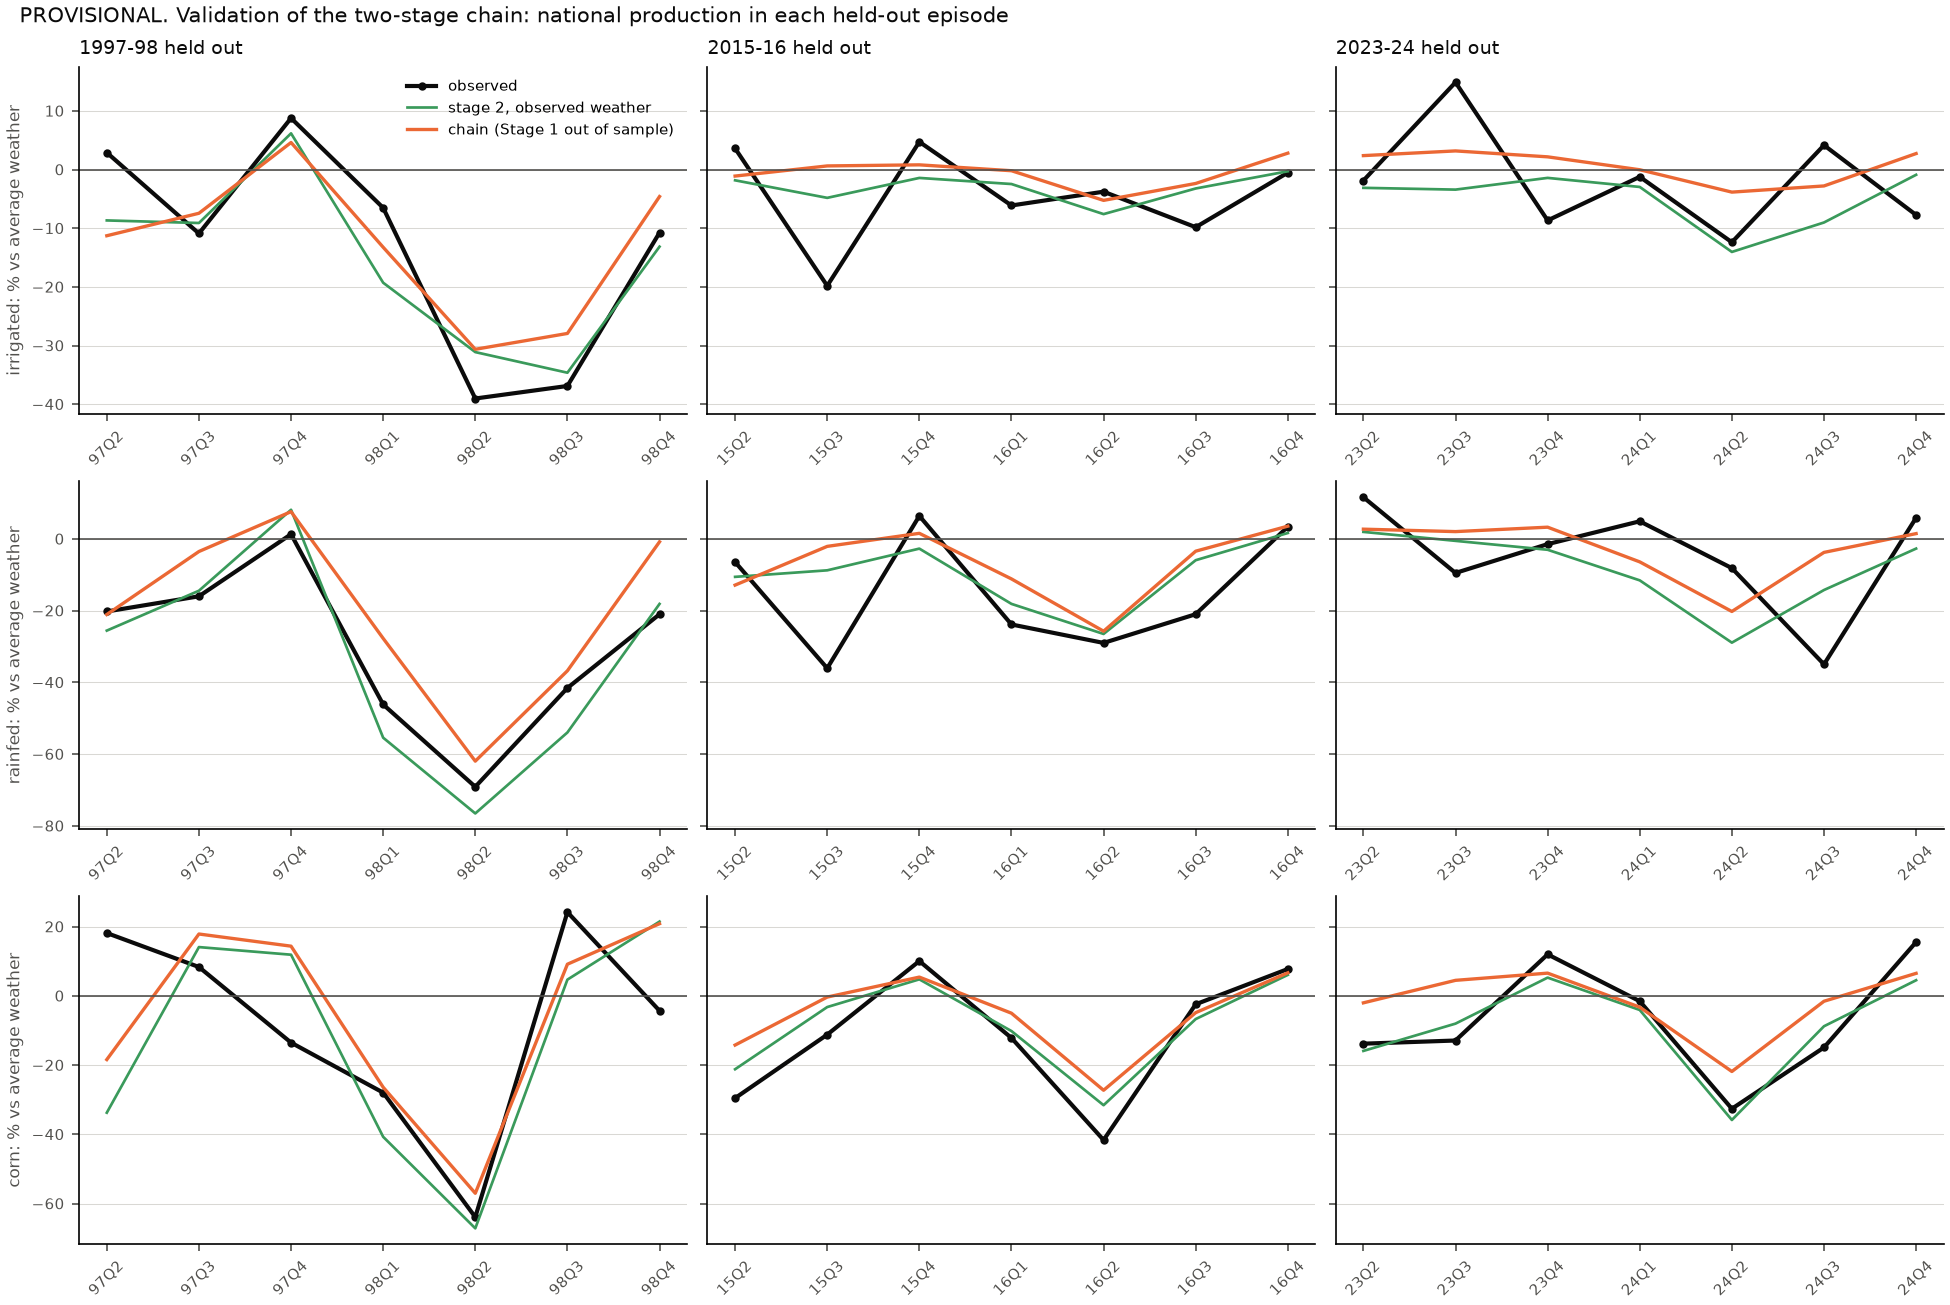 PROVISIONAL. Validation of the two-stage chain: national production in each held-out episode
1997-98 held out
2015-16 held out
2023-24 held out
observed
stage 2, observed weather
chain (Stage 1 out of sample)
irrigated: % vs average weather
10
0
−10
−20
−30
−40
97Q2 97Q3 97Q4 98Q1 98Q2 98Q3 98Q4
15Q2 15Q3 15Q4 16Q1 16Q2 16Q3 16Q4
23Q2 23Q3 23Q4 24Q1 24Q2 24Q3 24Q4
rainfed: % vs average weather
0
−20
−40
−60
−80
97Q2 97Q3 97Q4 98Q1 98Q2 98Q3 98Q4
15Q2 15Q3 15Q4 16Q1 16Q2 16Q3 16Q4
23Q2 23Q3 23Q4 24Q1 24Q2 24Q3 24Q4
corn: % vs average weather
20
0
−20
−40
−60
97Q2 97Q3 97Q4 98Q1 98Q2 98Q3 98Q4
15Q2 15Q3 15Q4 16Q1 16Q2 16Q3 16Q4
23Q2 23Q3 23Q4 24Q1 24Q2 24Q3 24Q4